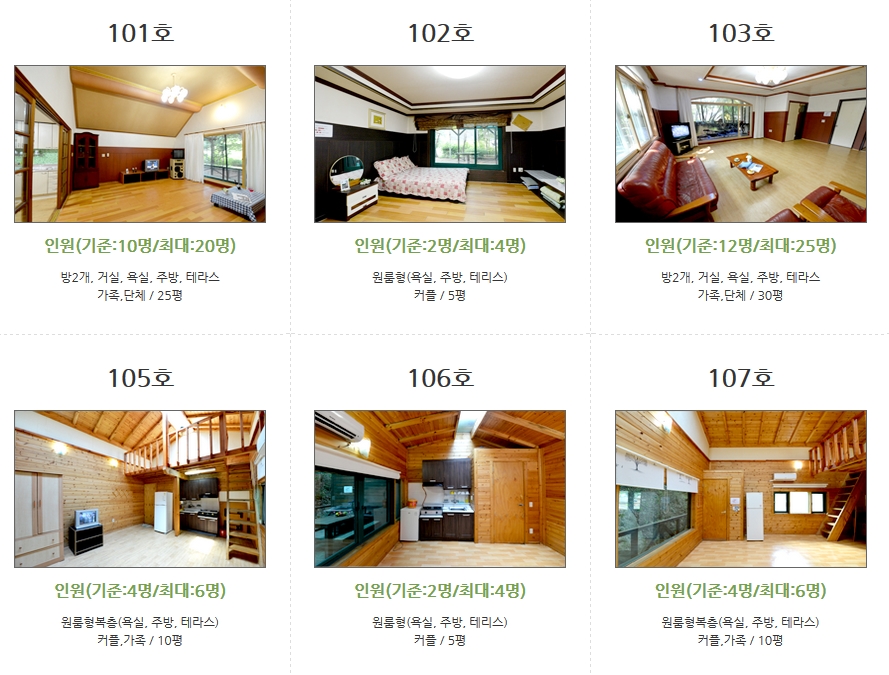 101호
102호
103호
인원(기준:10명/최대:20명)
인원(기준:2명/최대:4명)
인원(기준:12명/최대:25명)
방2개, 거실, 욕실, 주방, 테라스
원룸형(욕실, 주방, 테리스)
방2개, 거실, 욕실, 주방, 테라스
가족,단체 / 25평
커플 / 5평
가족,단체 / 30평
105호
106호
107호
인원(기준:4명/최대:6명)
인원(기준:2명/최대:4명)
인원(기준:4명/최대:6명)
원룸형복층(욕실, 주방, 테라스)
원룸형(욕실, 주방, 테리스)
원룸형복층(욕실, 주방, 테라스)
커플,가족 / 10평
커플 / 5평
커플,가족 / 10평